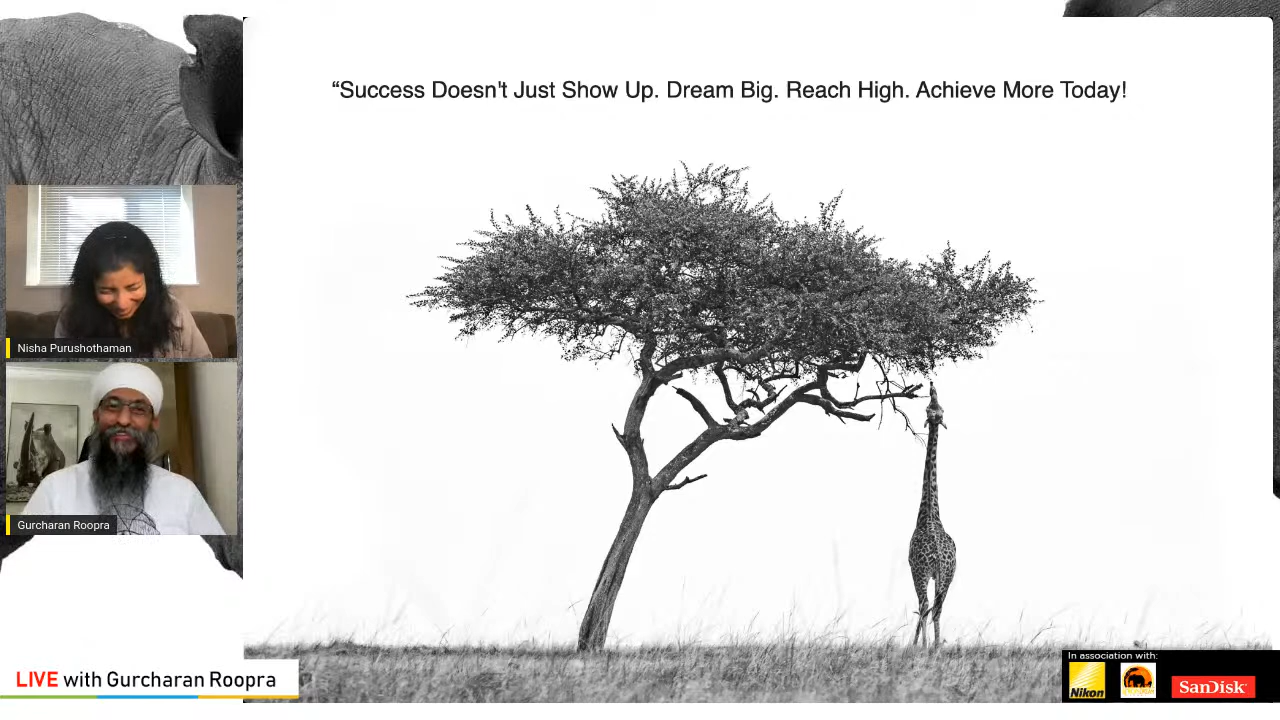 “Success Doesn't Just Show Up. Dream Big. Reach High. Achieve More Today!
Nisha Purushothaman
Gurcharan Roopra
LIVE with Gurcharan Roopra
In association with:
Nikon
SanDisk